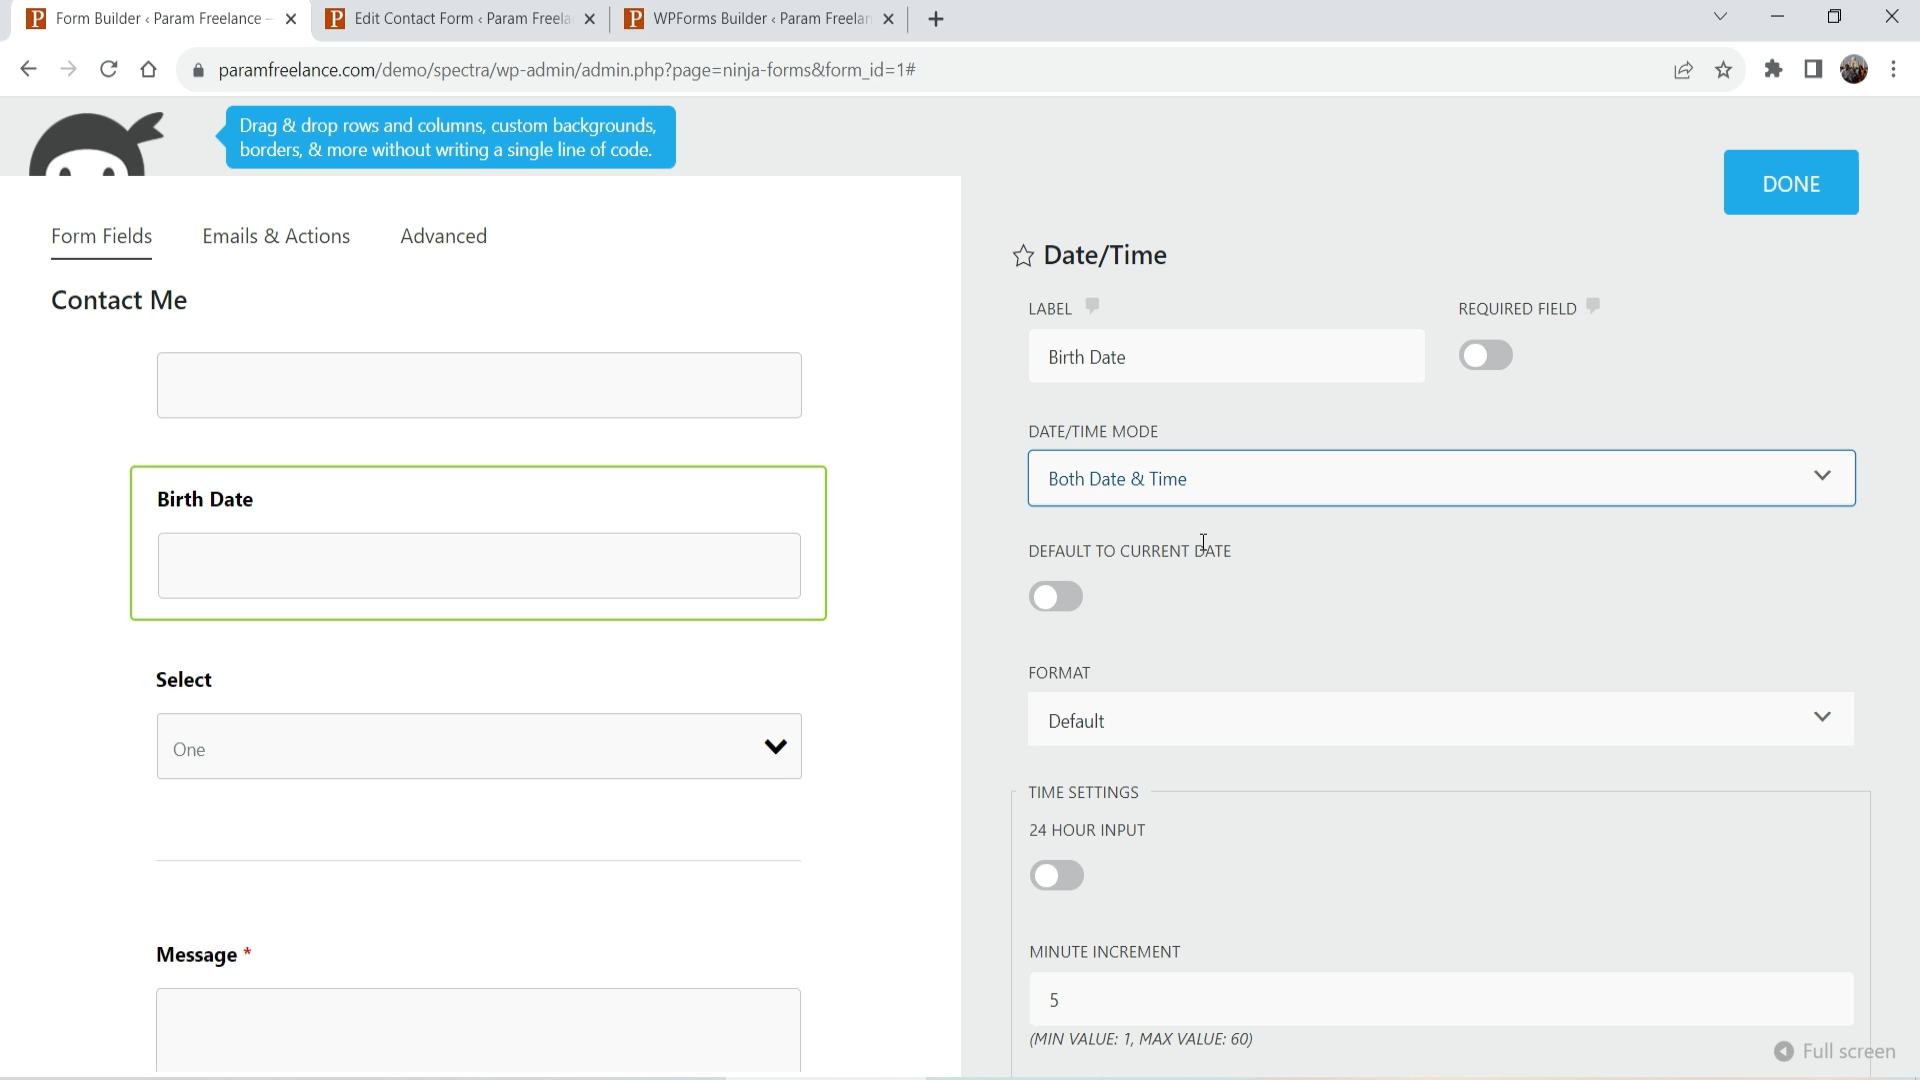 Form Builder ‹ Param Freelance –
Edit Contact Form ‹ Param Freela
WPForms Builder ‹ Param Freelan
paramfreelance.com/demo/spectra/wp-admin/admin.php?page=ninja-forms&form_id=1#
Drag & drop rows and columns, custom backgrounds,
borders, & more without writing a single line of code.
DONE
Form Fields
Emails & Actions
Advanced
Contact Me
Birth Date
Select
One
Message *
Date/Time
LABEL
REQUIRED FIELD
Birth Date
DATE/TIME MODE
Both Date & Time
DEFAULT TO CURRENT DATE
FORMAT
Default
TIME SETTINGS
24 HOUR INPUT
MINUTE INCREMENT
5
(MIN VALUE: 1, MAX VALUE: 60)
Full screen